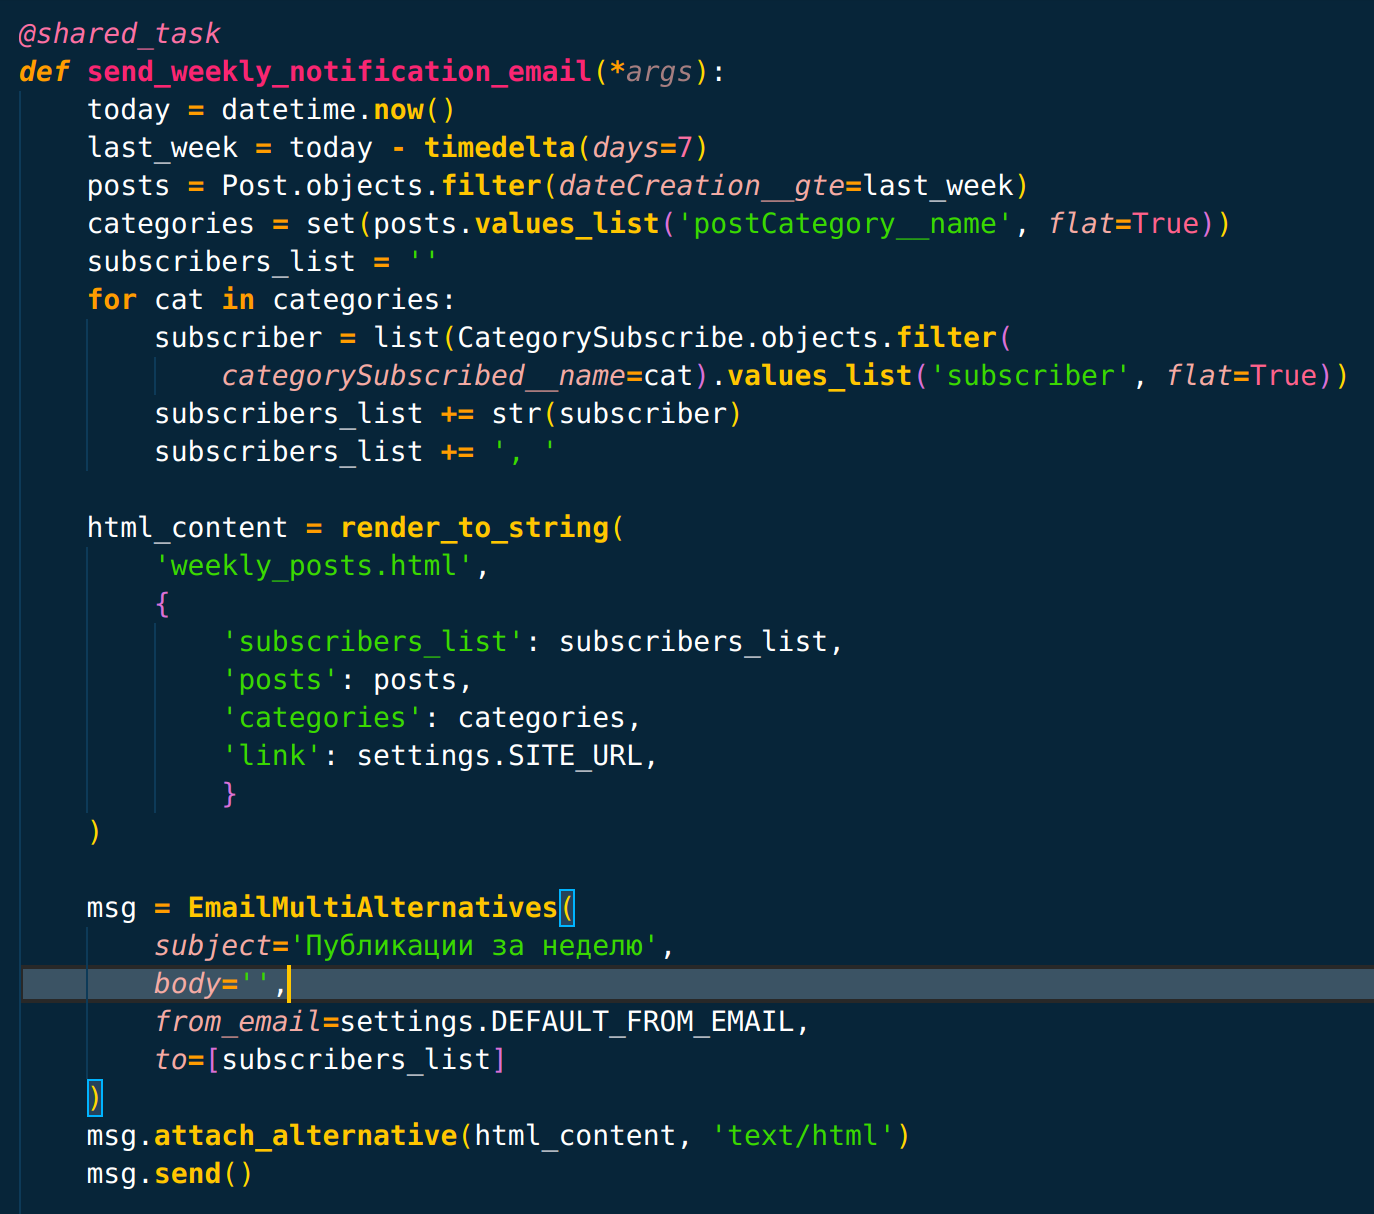 @shared_task
def send_weekly_notification_email(*args):
    today = datetime.now()
    last_week = today - timedelta(days=7)
    posts = Post.objects.filter(dateCreation__gte=last_week)
    categories = set(posts.values_list('postCategory__name', flat=True))
    subscribers_list = ''
    for cat in categories:
        subscriber = list(CategorySubscribe.objects.filter(
            categorySubscribed__name=cat).values_list('subscriber', flat=True))
        subscribers_list += str(subscriber)
        subscribers_list += ', '

    html_content = render_to_string(
        'weekly_posts.html',
        {
            'subscribers_list': subscribers_list,
            'posts': posts,
            'categories': categories,
            'link': settings.SITE_URL,
            }
    )

    msg = EmailMultiAlternatives(
        subject='Публикации за неделю',
        body='',
        from_email=settings.DEFAULT_FROM_EMAIL,
        to=[subscribers_list]
    )
    msg.attach_alternative(html_content, 'text/html')
    msg.send()